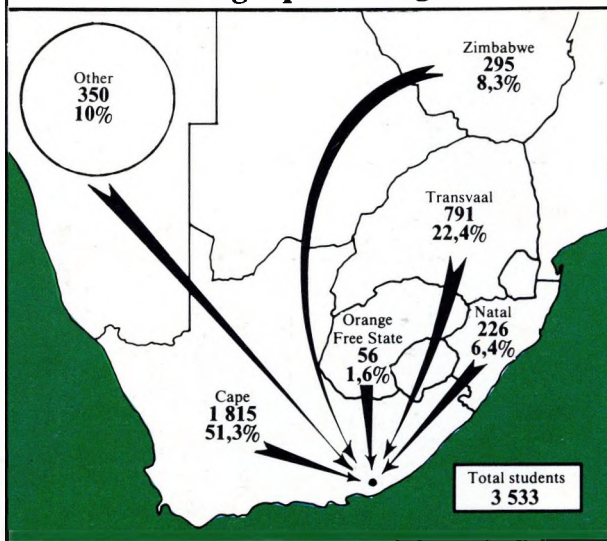 Zimbabwe
295
8,3%
Other
350
10%
Transvaal
791
22,4%
Orange
Free State
56
1,6%
Natal
226
6,4%
Cape
1 815
51,3%
Total students
3 533